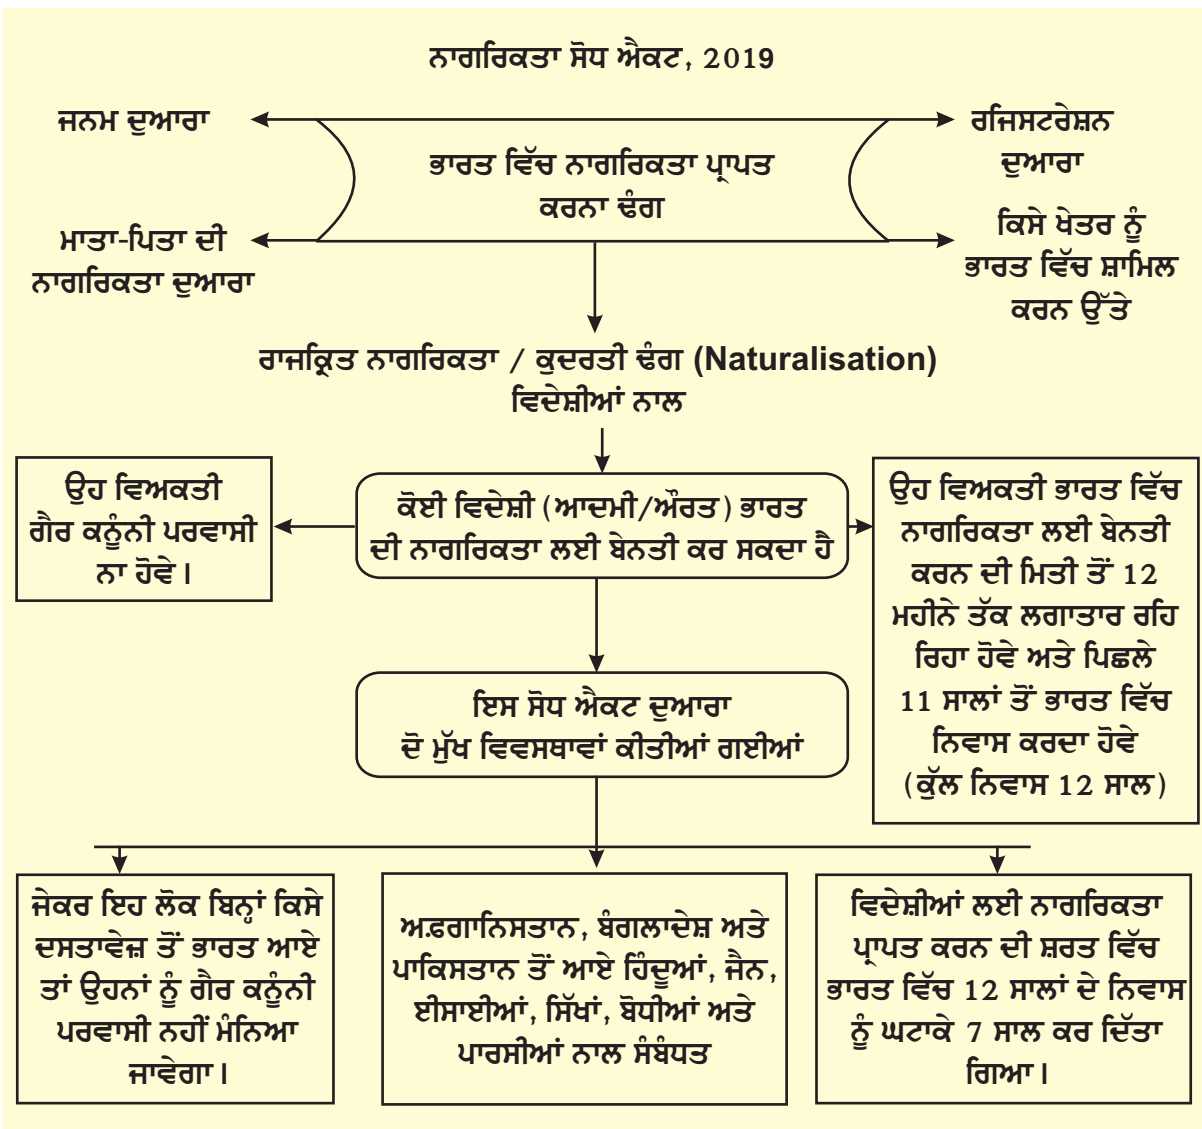 ਨਾਗਰਿਕਤਾ ਸੋਧ ਐਕਟ, 2019
ਜਨਮ ਦੁਆਰਾ
ਰਜਿਸਟਰੇਸ਼ਨ
ਦੁਆਰਾ
ਭਾਰਤ ਵਿੱਚ ਨਾਗਰਿਕਤਾ ਪ੍ਰਾਪਤ
ਕਰਨਾ ਢੰਗ
ਮਾਤਾ-ਪਿਤਾ ਦੀ
ਨਾਗਰਿਕਤਾ ਦੁਆਰਾ
ਕਿਸੇ ਖੇਤਰ ਨੂੰ
ਭਾਰਤ ਵਿੱਚ ਸ਼ਾਮਿਲ
ਕਰਨ ਉੱਤੇ
ਰਾਜਕ੍ਰਿਤ ਨਾਗਰਿਕਤਾ / ਕੁਦਰਤੀ ਢੰਗ (Naturalisation)
ਵਿਦੇਸ਼ੀਆਂ ਨਾਲ
ਉਹ ਵਿਅਕਤੀ
ਗੈਰ ਕਨੂੰਨੀ ਪਰਵਾਸੀ
ਨਾ ਹੋਵੇ।
ਕੋਈ ਵਿਦੇਸ਼ੀ (ਆਦਮੀ/ਔਰਤ) ਭਾਰਤ
ਦੀ ਨਾਗਰਿਕਤਾ ਲਈ ਬੇਨਤੀ ਕਰ ਸਕਦਾ ਹੈ
ਉਹ ਵਿਅਕਤੀ ਭਾਰਤ ਵਿੱਚ
ਨਾਗਰਿਕਤਾ ਲਈ ਬੇਨਤੀ
ਕਰਨ ਦੀ ਮਿਤੀ ਤੋਂ 12
ਮਹੀਨੇ ਤੱਕ ਲਗਾਤਾਰ ਰਹਿ
ਰਿਹਾ ਹੋਵੇ ਅਤੇ ਪਿਛਲੇ
11 ਸਾਲਾਂ ਤੋਂ ਭਾਰਤ ਵਿੱਚ
ਨਿਵਾਸ ਕਰਦਾ ਹੋਵੇ
(ਕੁੱਲ ਨਿਵਾਸ 12 ਸਾਲ)
ਇਸ ਸੋਧ ਐਕਟ ਦੁਆਰਾ
ਦੋ ਮੁੱਖ ਵਿਵਸਥਾਵਾਂ ਕੀਤੀਆਂ ਗਈਆਂ
ਜੇਕਰ ਇਹ ਲੋਕ ਬਿਨ੍ਹਾਂ ਕਿਸੇ
ਦਸਤਾਵੇਜ਼ ਤੋਂ ਭਾਰਤ ਆਏ
ਤਾਂ ਉਹਨਾਂ ਨੂੰ ਗੈਰ ਕਨੂੰਨੀ
ਪਰਵਾਸੀ ਨਹੀਂ ਮੰਨਿਆ
ਜਾਵੇਗਾ।
ਅਫ਼ਗਾਨਿਸਤਾਨ, ਬੰਗਲਾਦੇਸ਼ ਅਤੇ
ਪਾਕਿਸਤਾਨ ਤੋਂ ਆਏ ਹਿੰਦੂਆਂ, ਜੈਨ,
ਈਸਾਈਆਂ, ਸਿੱਖਾਂ, ਬੋਧੀਆਂ ਅਤੇ
ਪਾਰਸੀਆਂ ਨਾਲ ਸੰਬੰਧਤ
ਵਿਦੇਸ਼ੀਆਂ ਲਈ ਨਾਗਰਿਕਤਾ
ਪ੍ਰਾਪਤ ਕਰਨ ਦੀ ਸ਼ਰਤ ਵਿੱਚ
ਭਾਰਤ ਵਿੱਚ 12 ਸਾਲਾਂ ਦੇ ਨਿਵਾਸ
ਨੂੰ ਘਟਾਕੇ 7 ਸਾਲ ਕਰ ਦਿੱਤਾ
ਗਿਆ।